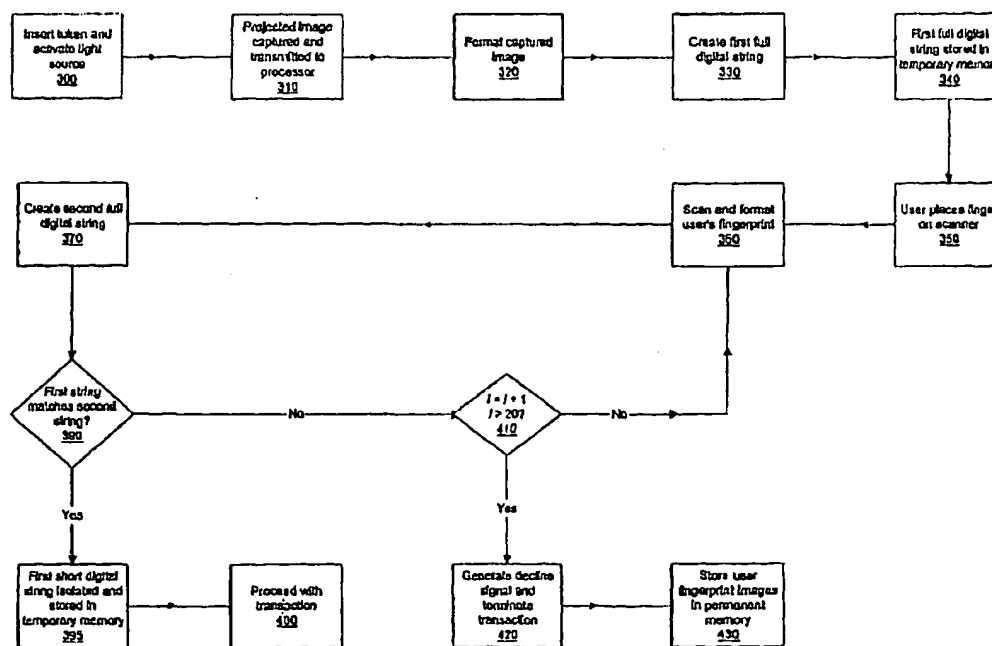 Insert token and
activate light
source
300
Projected image
captured and
transmitted to
processor
310
Format captured
image
320
Create first full
digital string
330
First full digital
string stored in
temporary memory
340
Create second full
digital string
370
Scan and format
user's fingerprint
360
User places finger
on scanner
350
First string
matches second
string?
380
No
I = I + 1
I > 20?
410
No
Yes
Yes
First short digital
string isolated and
stored in
temporary memory
395
Proceed with
transaction
400
Generate decline
signal and
terminate
transaction
420
Store user
fingerprint images
in permanent
memory
430